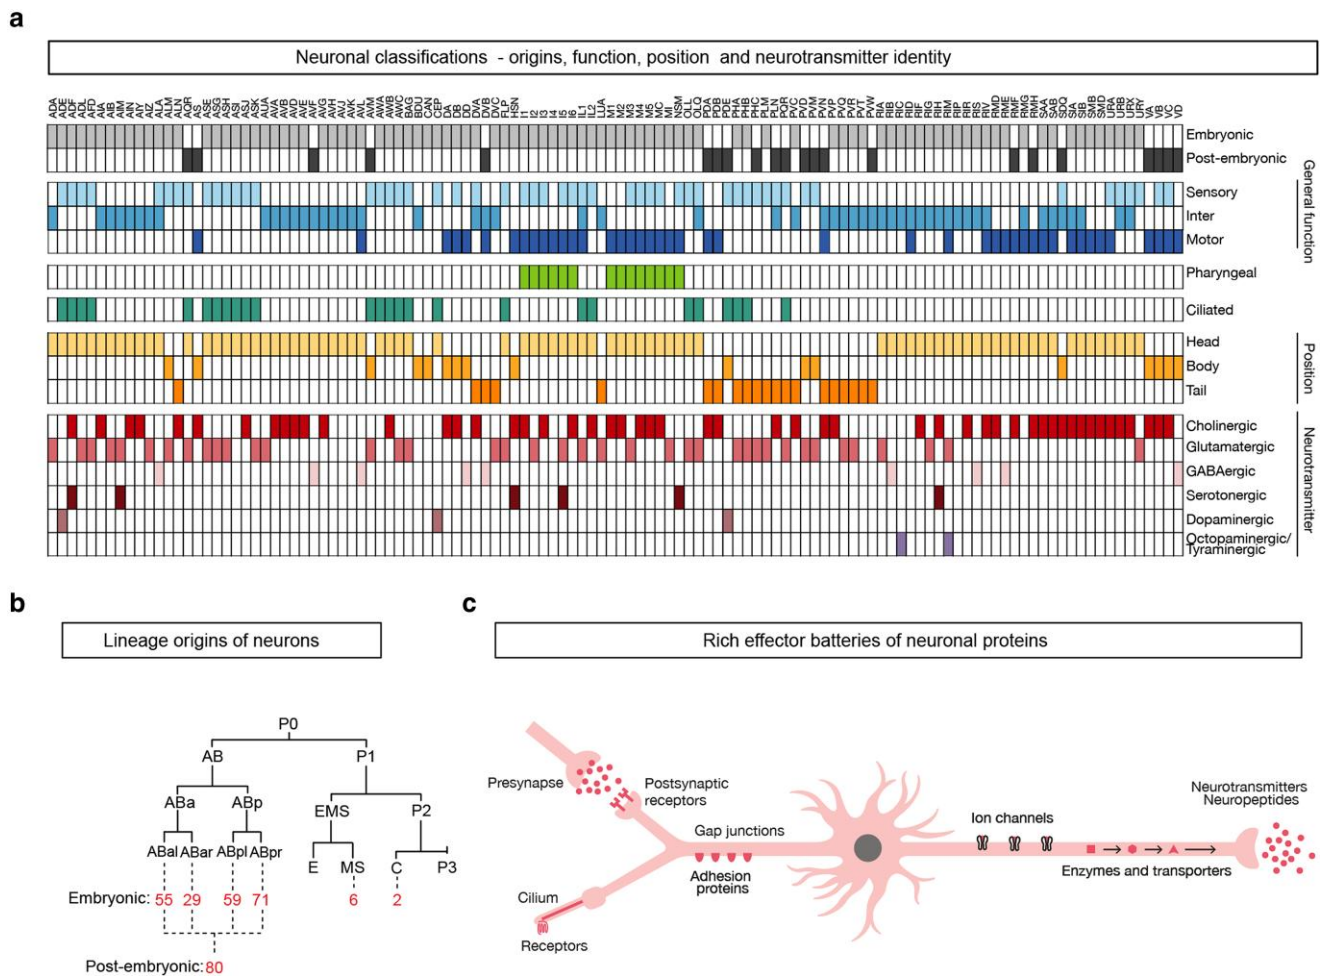 a
Neuronal classifications - origins, function, position and neurotransmitter identity
ADA ADE ADF ADL AFD AIA AIB AIM AIN AIY AIZ ALA ALM ALN AQR AS ASE ASG ASH ASI ASJ ASK AUA AVA AVB AVD AVE AVF AVG AVH AVJ AVK AVL AVM AWA AWB AWC BAG BDU CAN CEP DA DB DD DVA DVB DVC FLP HSN I1 I2 I3 I4 I5 I6 IL1 IL2 LUA M1 M2 M3 M4 M5 MC MI NSM OLL OLQ PDA PDB PDE PHA PHB PHC PLM PLN PQR PVC PVD PVM PVN PVP PVQ PVR PVT PVW RIA RIB RIC RID RIF RIG RIH RIM RIP RIR RIS RIV RMD RME RMF RMG RMH SAA SAB SDQ SIA SIB SMB SMD URA URB URX URY VA VB VC VD
Embryonic
Post-embryonic
General function
Sensory
Inter
Motor
Pharyngeal
Ciliated
Position
Head
Body
Tail
Neurotransmitter
Cholinergic
Glutamatergic
GABAergic
Serotonergic
Dopaminergic
Octopaminergic/
Tyraminergic
b
Lineage origins of neurons
P0
AB P1
ABa ABp EMS P2
ABal ABar ABpl ABpr E MS C P3
Embryonic: 55 29 59 71 6 2
Post-embryonic: 80
c
Rich effector batteries of neuronal proteins
Presynapse
Postsynaptic
receptors
Gap junctions
Adhesion
proteins
Cilium
Receptors
Ion channels
Enzymes and transporters
Neurotransmitters
Neuropeptides